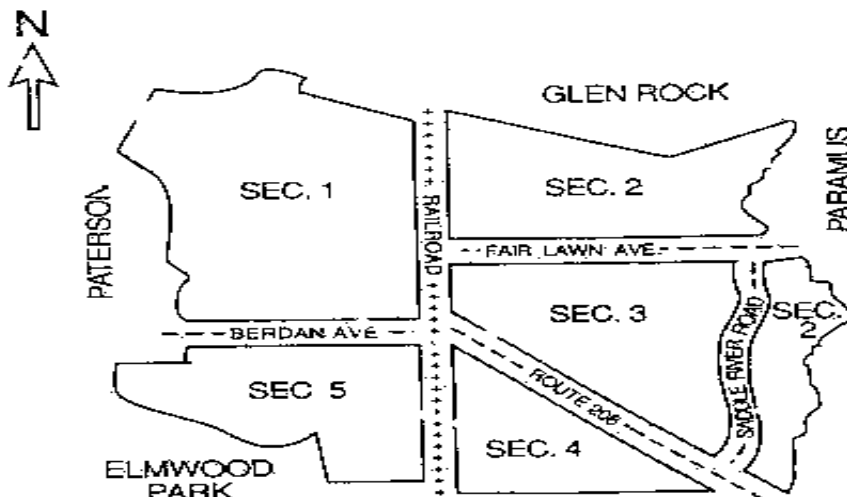 N
GLEN ROCK
PARAMUS
PATERSON
SEC. 1
RAILROAD
SEC. 2
FAIR LAWN AVE.
SEC. 3
SADDLE RIVER ROAD
SEC.
2
BERDAN AVE
ROUTE 208
SEC 5
SEC. 4
ELMWOOD
PARK